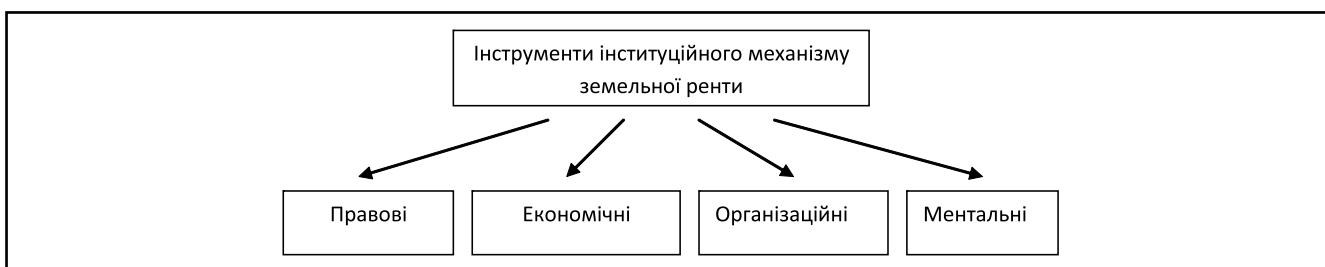 Інструменти інституційного механізму
земельної ренти
Правові
Економічні
Організаційні
Ментальні